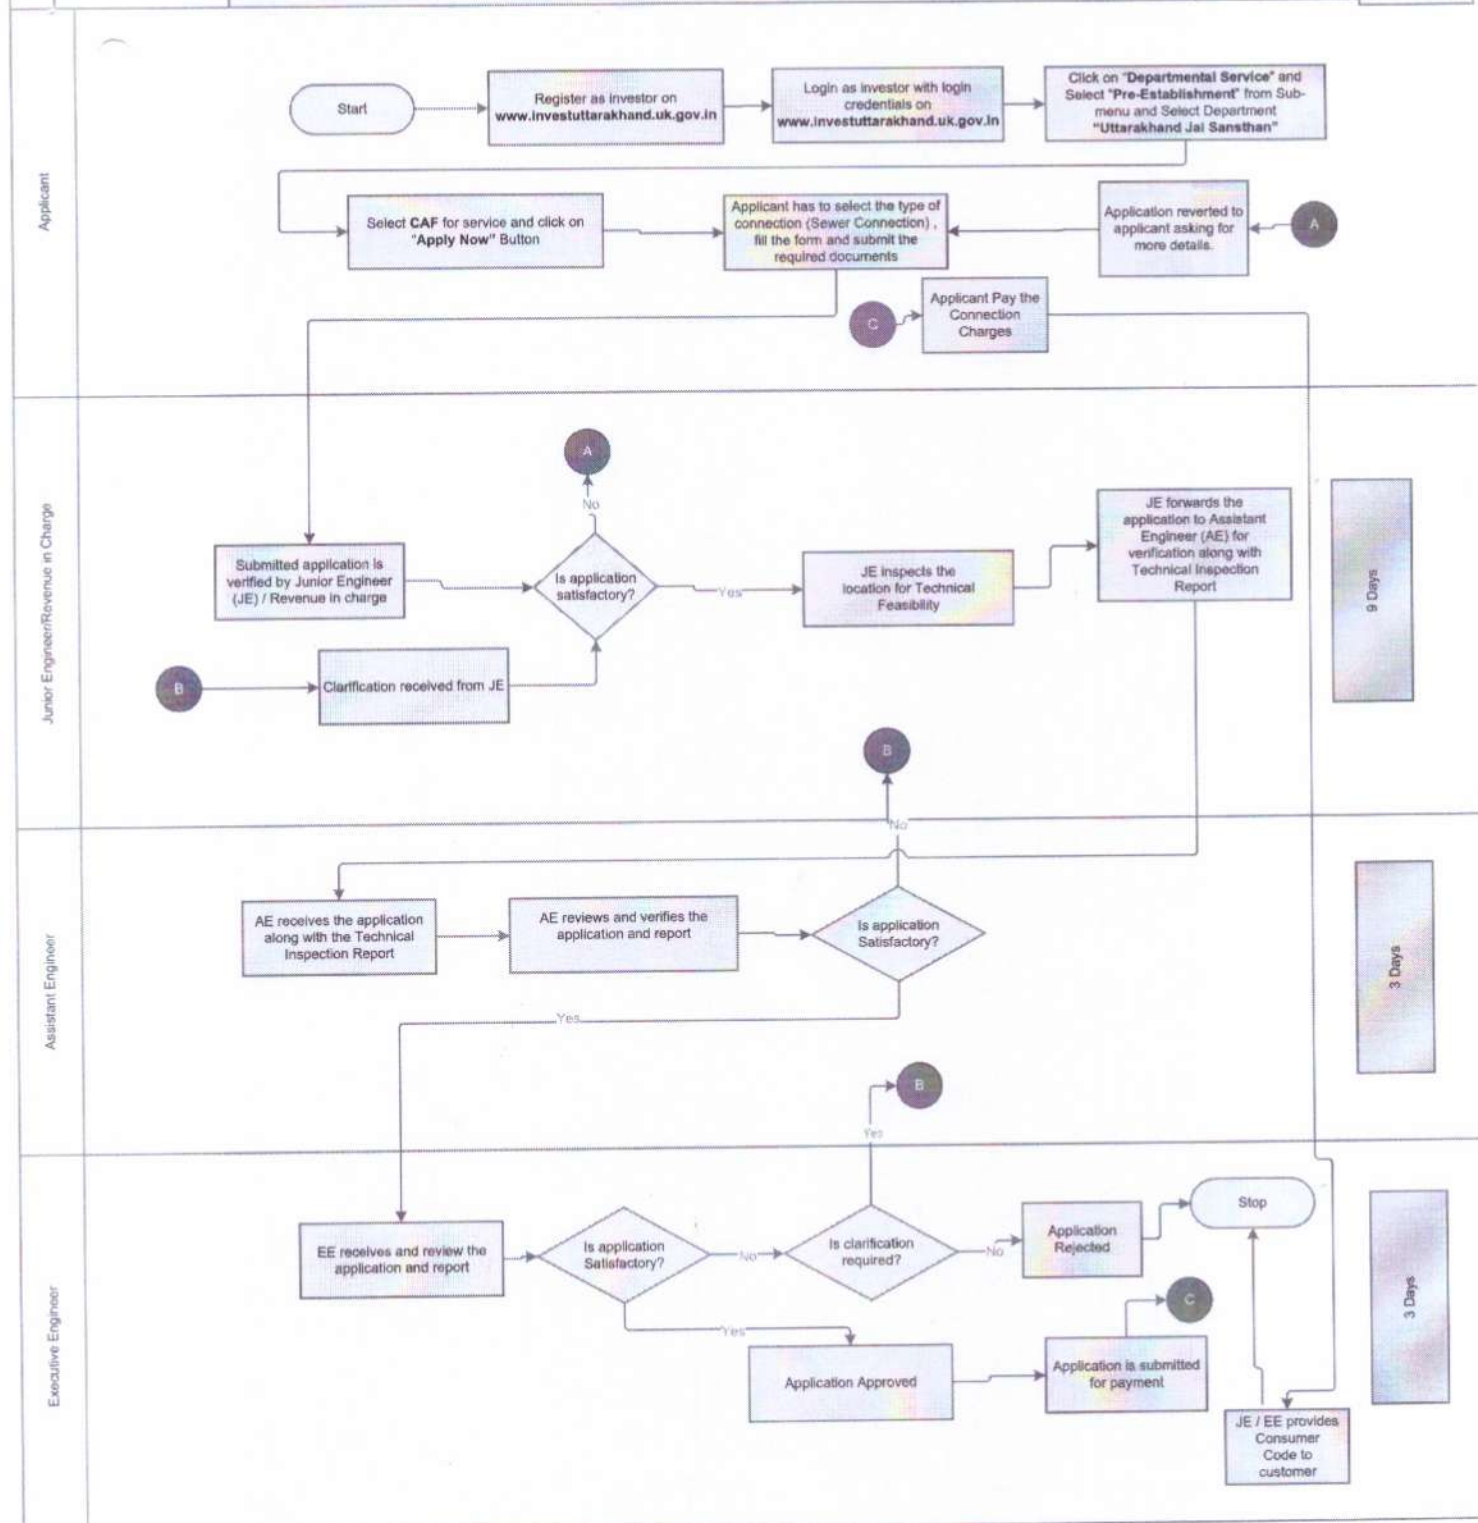 Applicant
Start
Register as investor on
www.investuttarakhand.uk.gov.in
Login as investor with login
credentials on
www.investuttarakhand.uk.gov.in
Click on "Departmental Service" and
Select "Pre-Establishment" from Sub-
menu and Select Department
"Uttarakhand Jal Sansthan"
Select CAF for service and click on
"Apply Now" Button
Applicant has to select the type of
connection (Sewer Connection) ,
fill the form and submit the
required documents
Application reverted to
applicant asking for
more details.
A
C
Applicant Pay the
Connection
Charges
Junior Engineer/Revenue in Charge
A
No
Submitted application is
verified by Junior Engineer
(JE) / Revenue in charge
Is application
satisfactory?
Yes
JE inspects the
location for Technical
Feasibility
JE forwards the
application to Assistant
Engineer (AE) for
verification along with
Technical Inspection
Report
9 Days
B
Clarification received from JE
B
No
Assistant Engineer
AE receives the application
along with the Technical
Inspection Report
AE reviews and verifies the
application and report
Is application
Satisfactory?
3 Days
Yes
B
Yes
Executive Engineer
EE receives and review the
application and report
Is application
Satisfactory?
No
Is clarification
required?
No
Application
Rejected
Stop
3 Days
Yes
Application Approved
Application is submitted
for payment
C
JE / EE provides
Consumer
Code to
customer